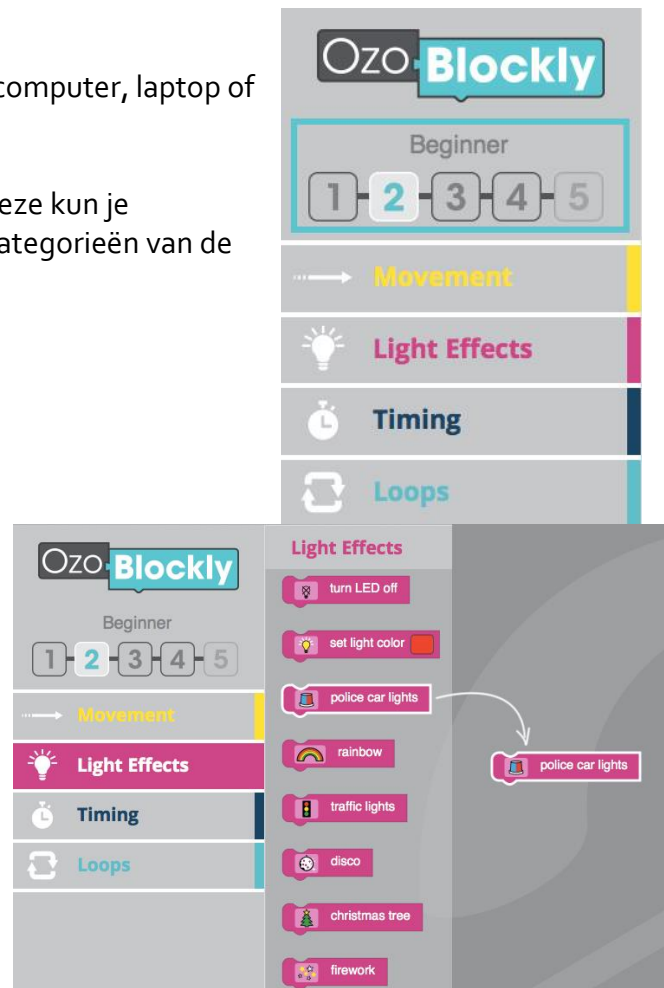 computer, laptop of
eze kun je
ategorieën van de
Ozo Blockly
Beginner
1 2 3 4 5
Movement
Light Effects
Timing
Loops
Ozo Blockly
Beginner
1 2 3 4 5
Movement
Light Effects
Timing
Loops
Light Effects
turn LED off
set light color
police car lights
rainbow
traffic lights
disco
christmas tree
firework
police car lights